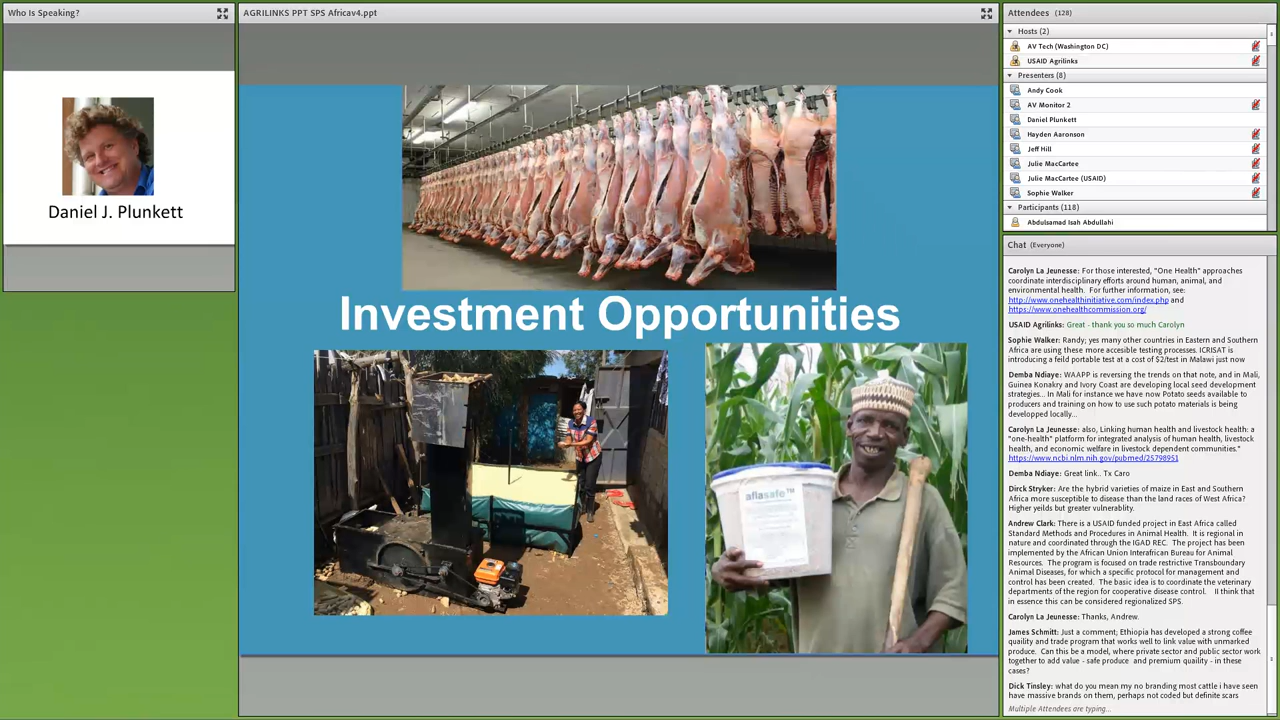 Who Is Speaking?
Daniel J. Plunkett
AGRILINKS PPT SPS Africav4.ppt
Investment Opportunities
aflasafe™
Attendees (128)
Hosts (2)
AV Tech (Washington DC)
USAID Agrilinks
Presenters (8)
Andy Cook
AV Monitor 2
Daniel Plunkett
Hayden Aaronson
Jeff Hill
Julie MacCartee
Julie MacCartee (USAID)
Sophie Walker
Participants (118)
Abdulsamad Isah Abdullahi
Chat (Everyone)
Carolyn La Jeunesse: For those interested, "One Health" approaches
coordinate interdisciplinary efforts around human, animal, and
environmental health. For further information, see:
http://www.onehealthinitiative.com/index.php and
https://www.onehealthcommission.org/
USAID Agrilinks: Great - thank you so much Carolyn
Sophie Walker: Randy; yes many other countries in Eastern and Southern
Africa are using these more accesible testing processes. ICRISAT is
introducing a feild portable test at a cost of $2/test in Malawi just now
Demba Ndiaye: WAAPP is reversing the trends on that note, and in Mali,
Guinea Konakry and Ivory Coast are developing local seed development
strategies... In Mali for instance we have now Potato seeds available to
producers and training on how to use such potato materials is being
developped locally...
Carolyn La Jeunesse: also, Linking human health and livestock health: a
"one-health" platform for integrated analysis of human health, livestock
health, and economic welfare in livestock dependent communities."
https://www.ncbi.nlm.nih.gov/pubmed/25798951
Demba Ndiaye: Great link.. Tx Caro
Dirck Stryker: Are the hybrid varieties of maize in East and Southern
Africa more susceptible to disease than the land races of West Africa?
Higher yeilds but greater vulnerablity.
Andrew Clark: There is a USAID funded project in East Africa called
Standard Methods and Procedures in Animal Health. It is regional in
nature and coordinated through the IGAD REC. The project has been
implemented by the African Union Interafrican Bureau for Animal
Resources. The program is focused on trade restrictive Transboundary
Animal Diseases, for which a specific protocol for management and
control has been created. The basic idea is to coordinate the veterinary
departments of the region for cooperative disease control. II think that
in essence this can be considered regionalized SPS.
Carolyn La Jeunesse: Thanks, Andrew.
James Schmitt: Just a comment; Ethiopia has developed a strong coffee
quaility and trade program that works well to link value with unmarked
produce. Can this be a model, where private sector and public sector work
together to add value - safe produce and premium quaility - in these
cases?
Dick Tinsley: what do you mean my no branding most cattle i have seen
have massive brands on them, perhaps not coded but definite scars
Multiple Attendees are typing...